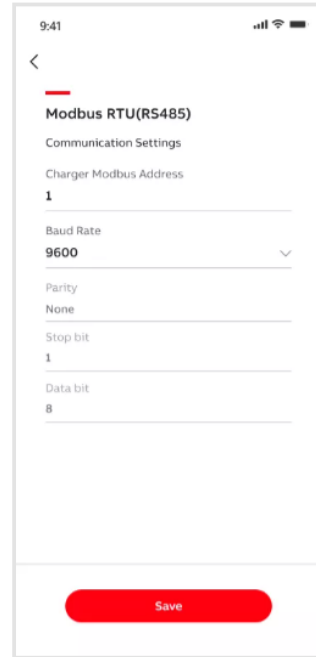 9:41
Modbus RTU(RS485)
Communication Settings
Charger Modbus Address
1
Baud Rate
9600
Parity
None
Stop bit
1
Data bit
8
Save